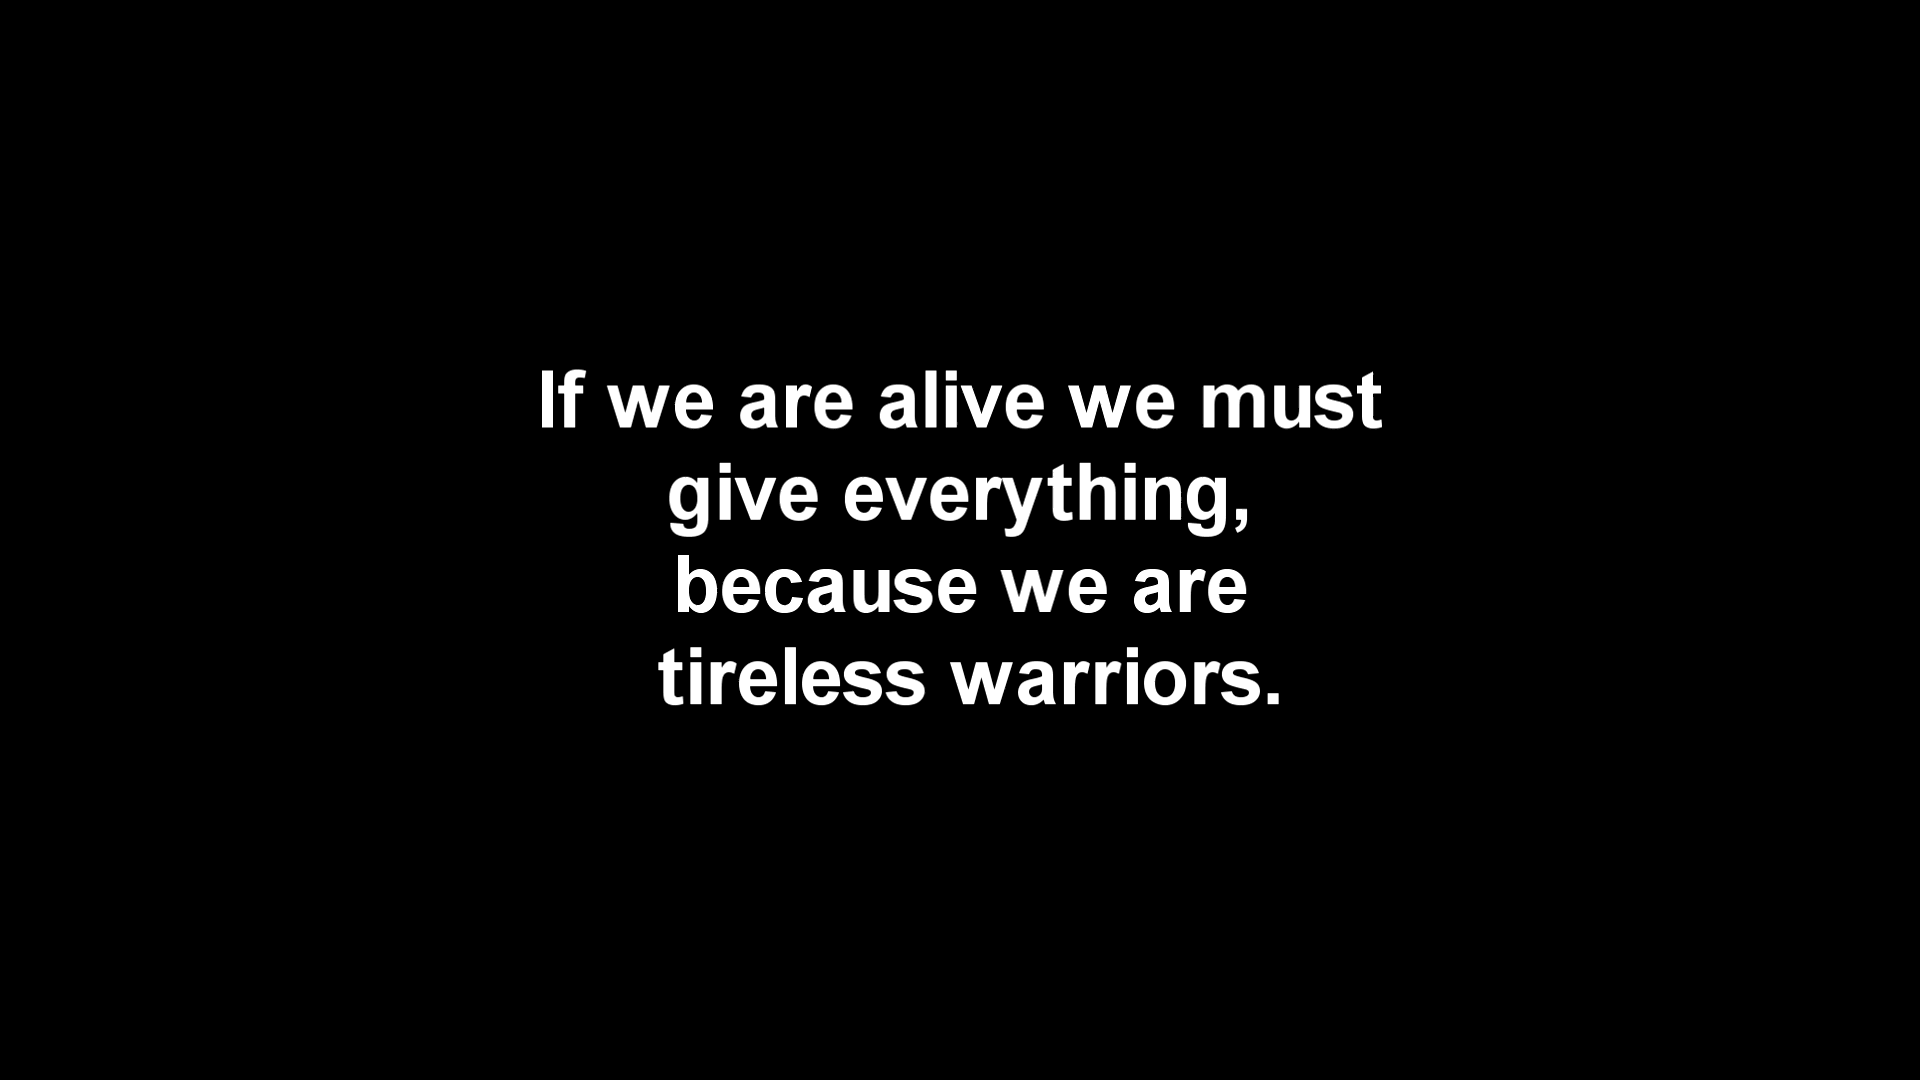 If we are alive we must
give everything,
because we are
tireless warriors.